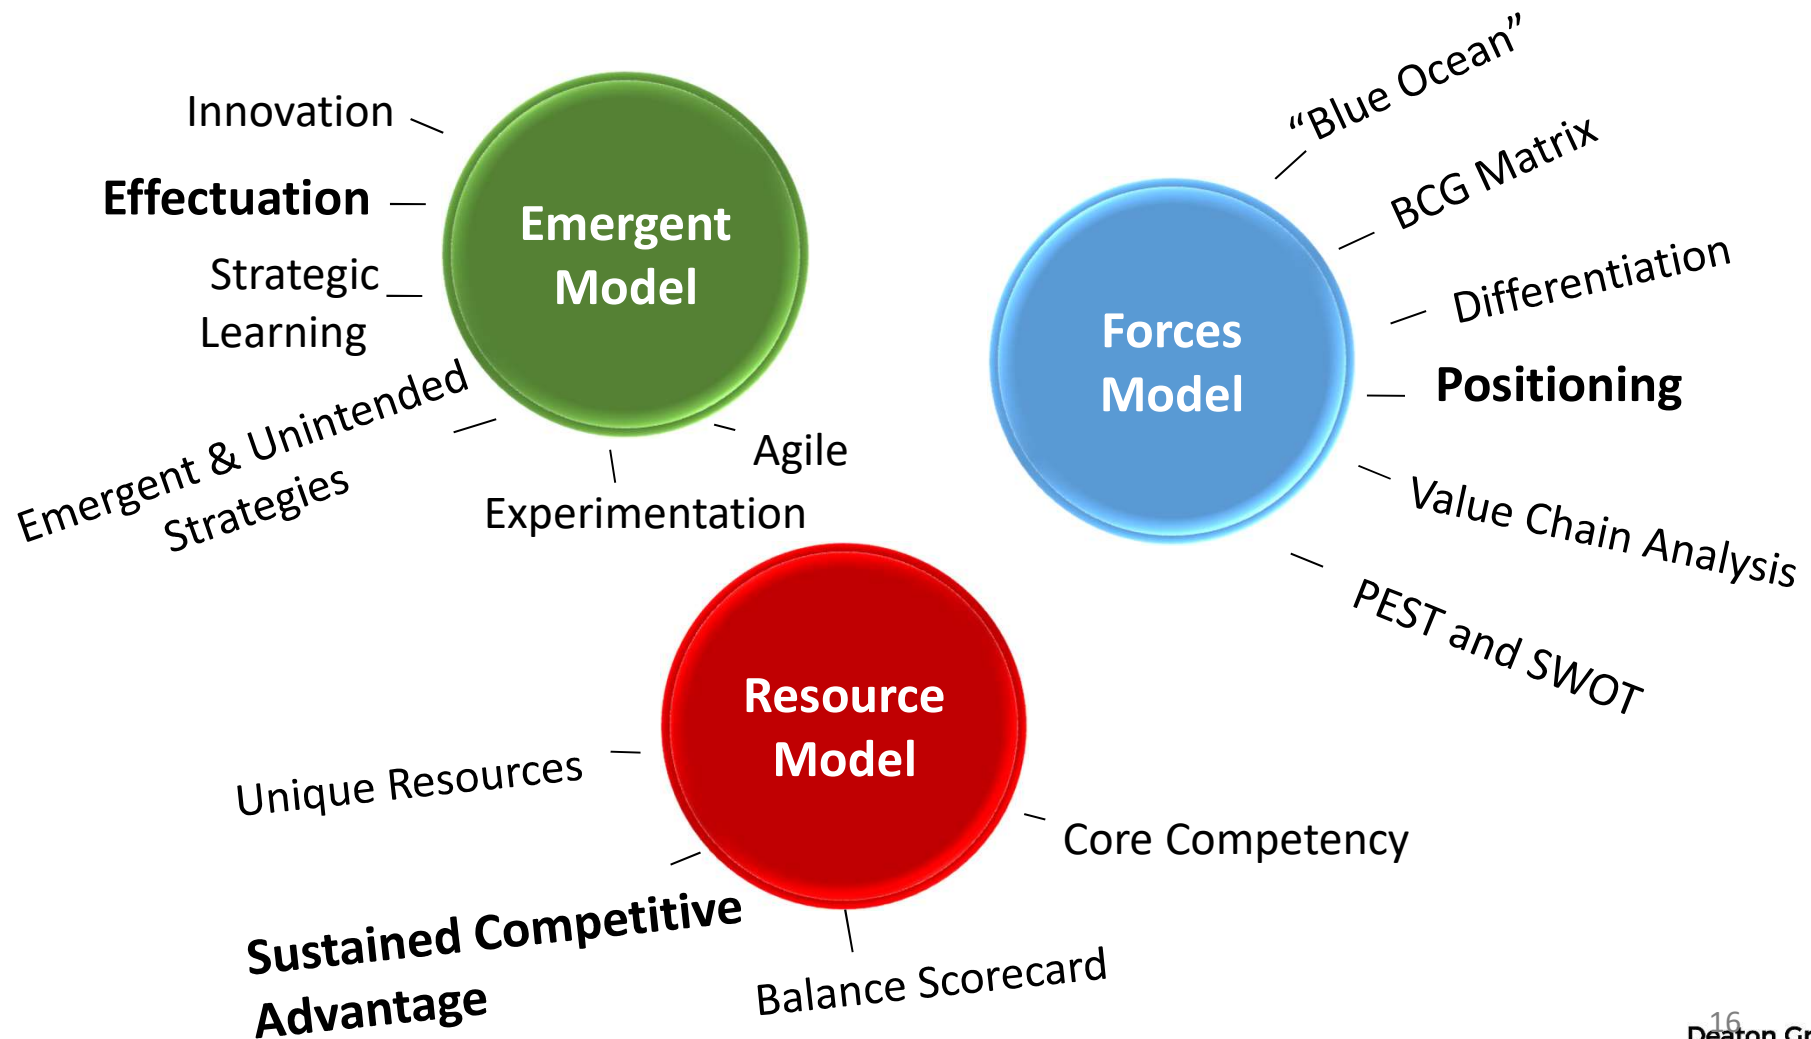 Innovation
Effectuation
Strategic
Learning
Emergent & Unintended
Strategies
Experimentation
Agile
Emergent
Model
"Blue Ocean"
BCG Matrix
Differentiation
Positioning
Value Chain Analysis
PEST and SWOT
Forces
Model
Resource
Model
Unique Resources
Sustained Competitive
Advantage
Balance Scorecard
Core Competency
16
Deaton